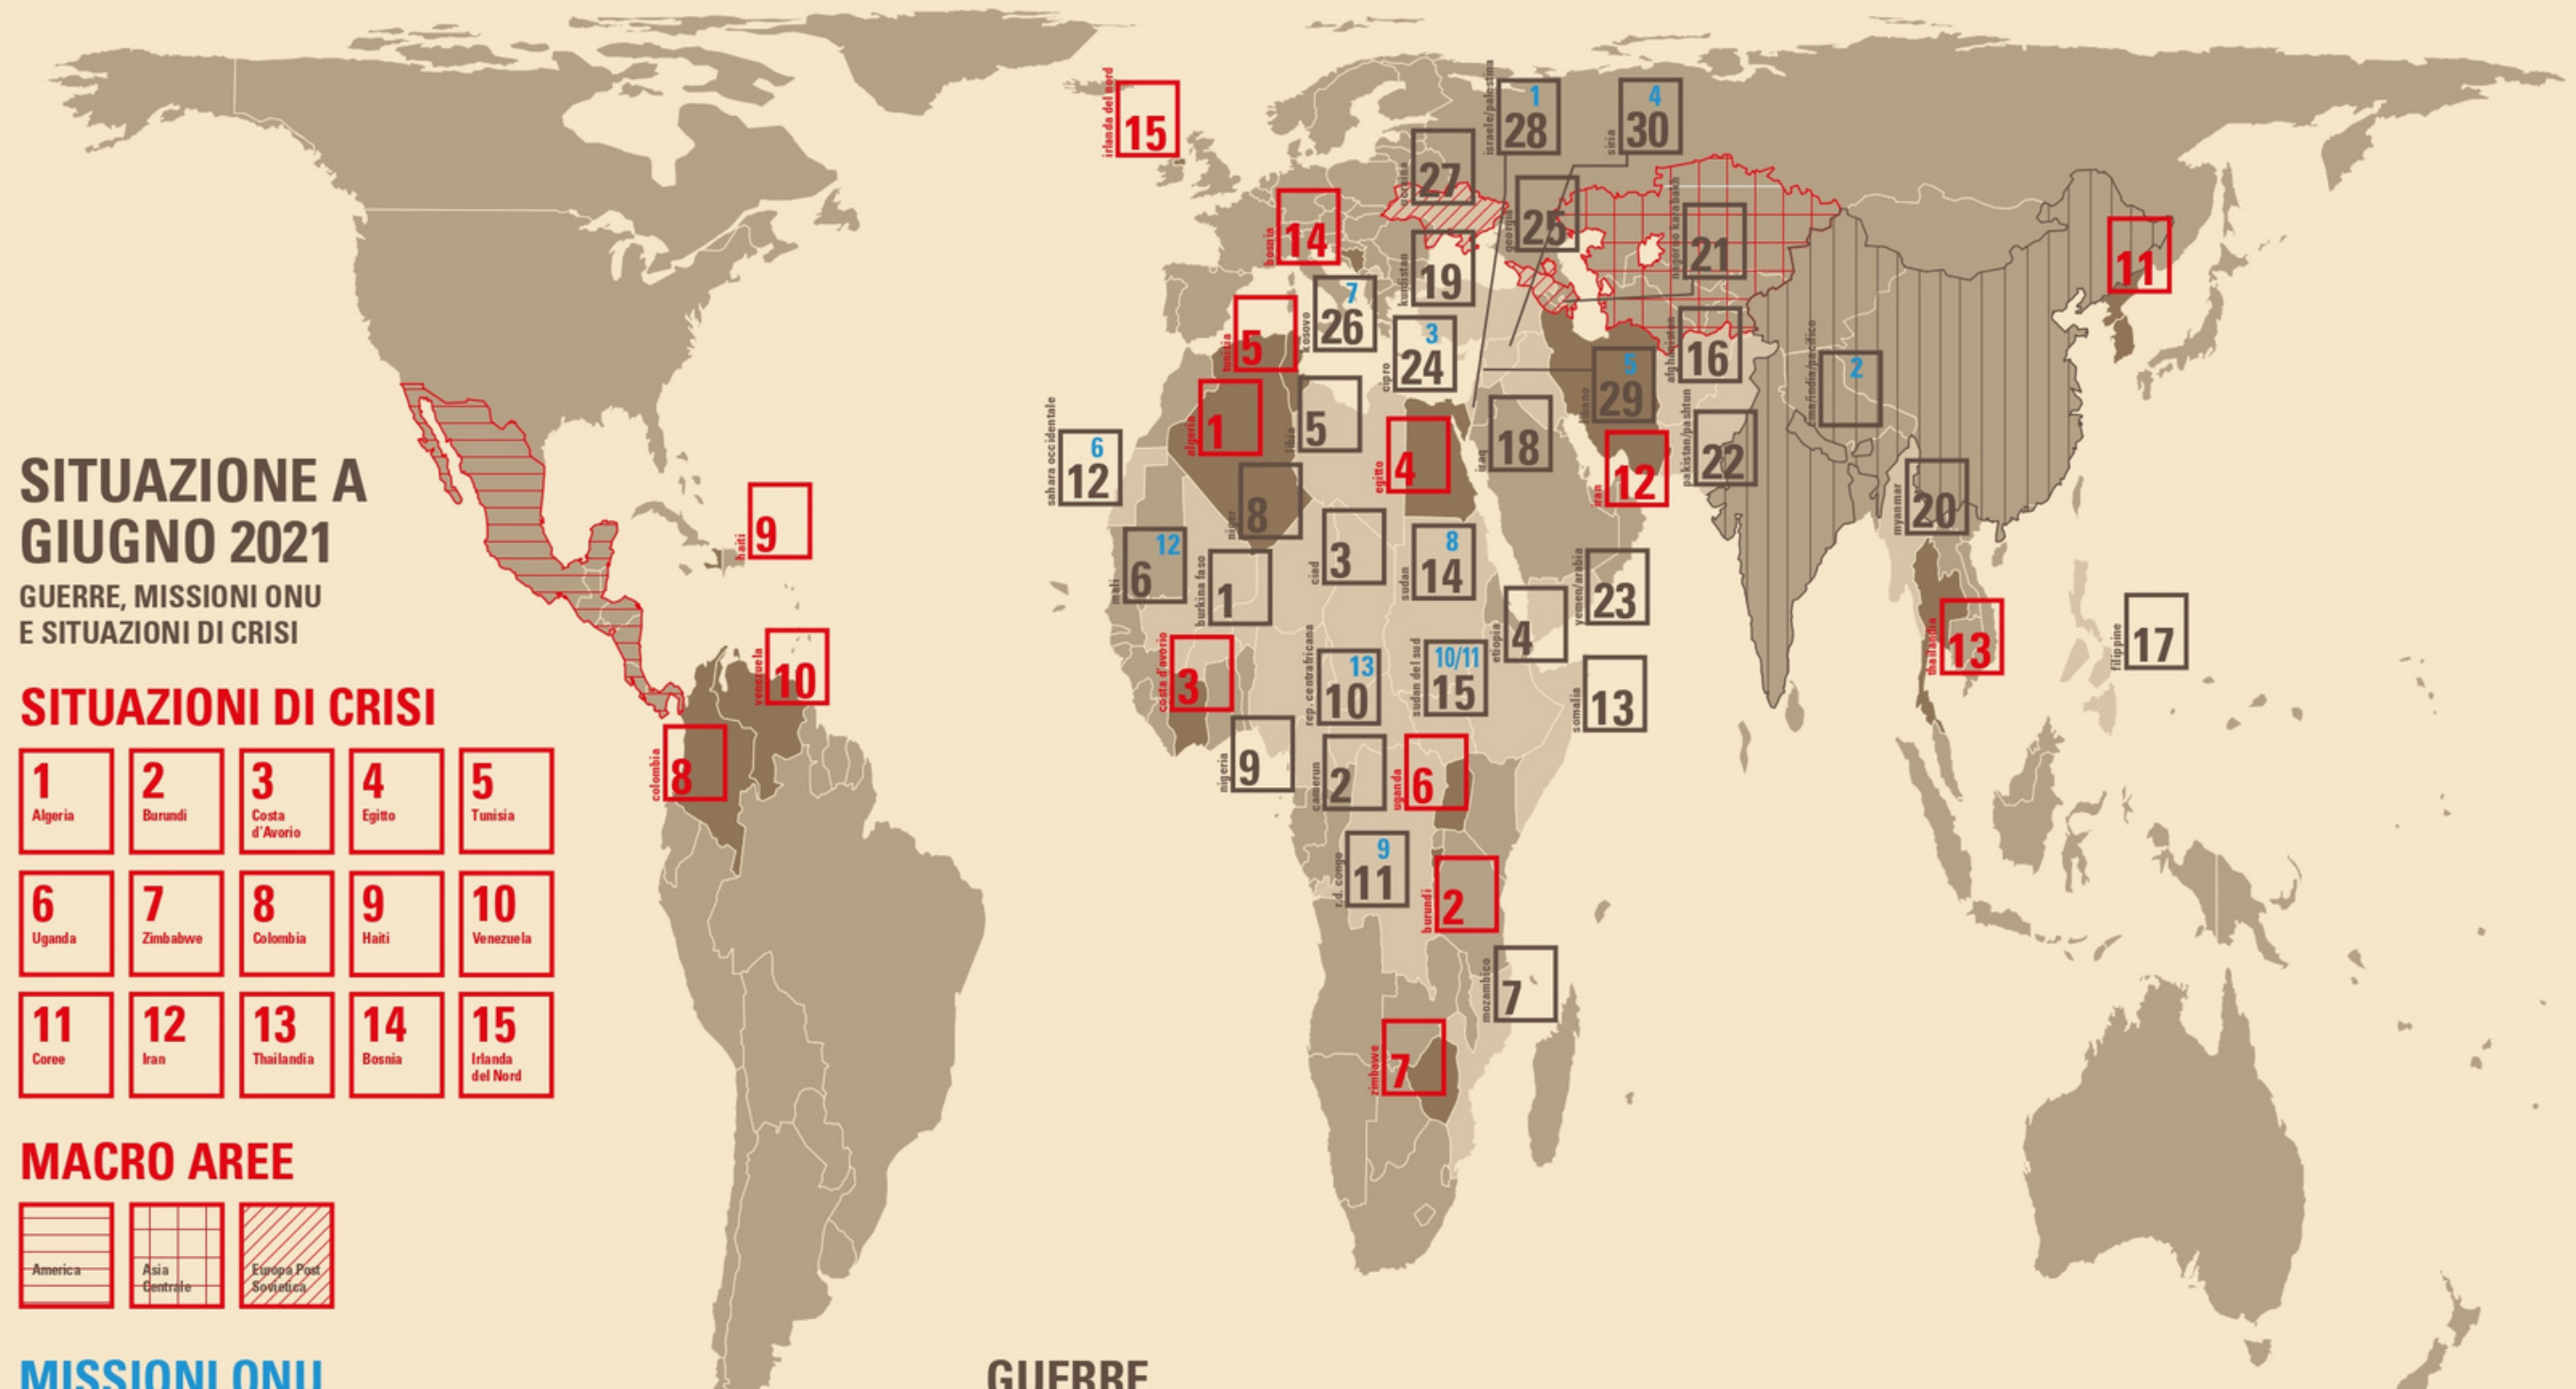 SITUAZIONE A
GIUGNO 2021
GUERRE, MISSIONI ONU
E SITUAZIONI DI CRISI
SITUAZIONI DI CRISI
1
Algeria
2
Burundi
3
Costa
d'Avorio
4
Egitto
5
Tunisia
6
Uganda
7
Zimbabwe
8
Colombia
9
Haiti
10
Venezuela
11
Coree
12
Iran
13
Thailandia
14
Bosnia
15
Irlanda
del Nord
MACRO AREE
America
Asia
Centrale
Europa Post
Sovietica
MISSIONI ONU
GUERRE
irlanda del nord
15
israele/palestina
1
28
siria
4
30
ucraina
27
bosnia
14
georgia
25
nagorno karabakh
21
11
kurdistan
19
kosovo
7
26
tunisia
5
cipro
3
24
afghanistan
16
libano
5
29
cina/india/pacifico
2
algeria
1
libia
5
egitto
4
iraq
18
iran
12
pakistan/pashtun
22
sahara occidentale
6
12
niger
8
myanmar
20
haiti
9
mali
12
6
burkina faso
1
ciad
3
sudan
8
14
yemen/arabia
23
etiopia
4
thailandia
13
filippine
17
venezuela
10
costa d'avorio
3
rep. centrafricana
13
10
sudan del sud
10/11
15
somalia
13
colombia
8
nigeria
9
camerun
2
uganda
6
r.d. congo
9
11
burundi
2
mozambico
7
zimbawe
7